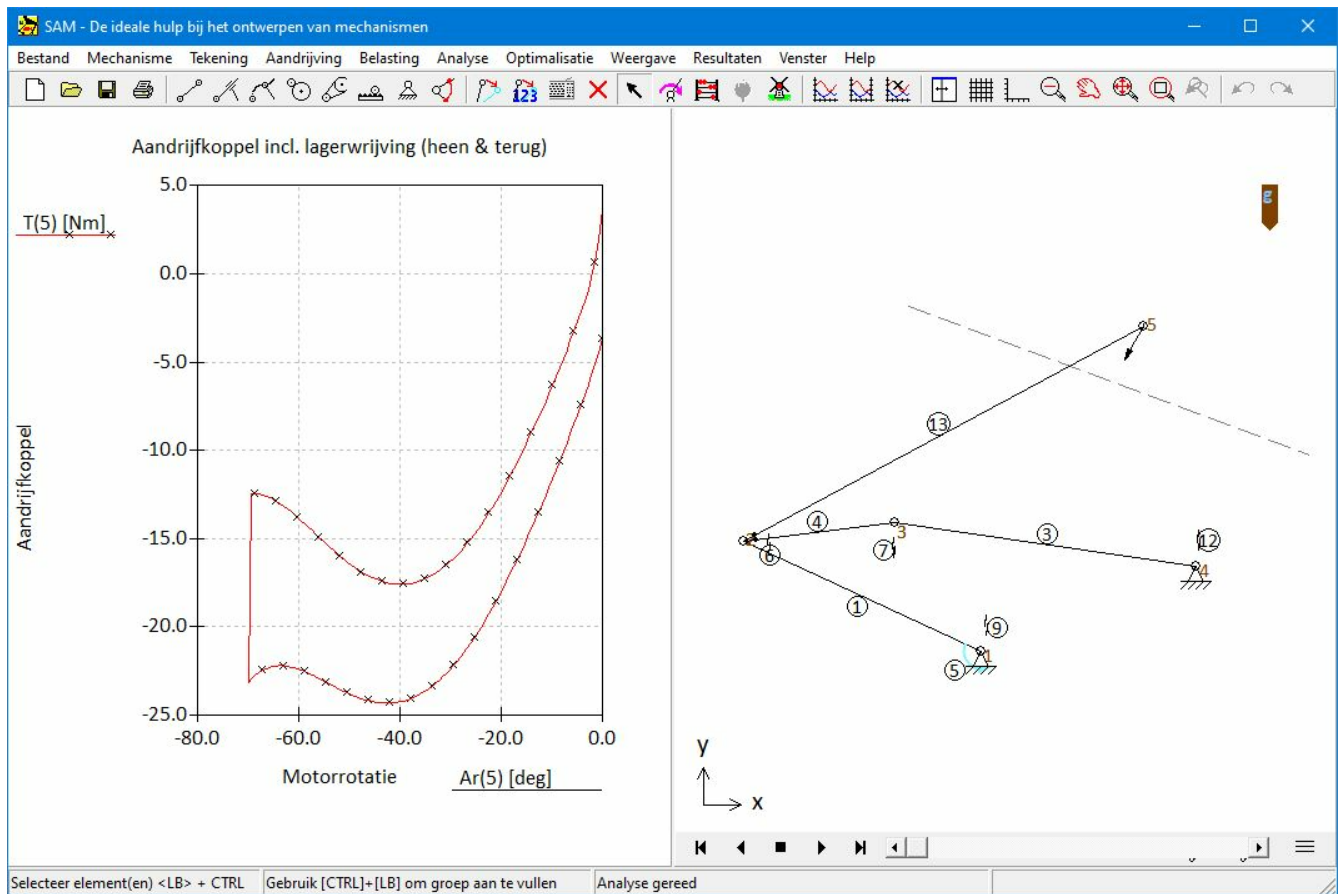 SAM - De ideale hulp bij het ontwerpen van mechanismen
Bestand Mechanisme Tekening Aandrijving Belasting Analyse Optimalisatie Weergave Resultaten Venster Help
123
Aandrijfkoppel incl. lagerwrijving (heen & terug)
T(5) [Nm]
5.0
0.0
-5.0
-10.0
-15.0
-20.0
-25.0
Aandrijfkoppel
-80.0 -60.0 -40.0 -20.0 0.0
Motorrotatie Ar(5) [deg]
g
5
13
4
3
3
12
6
7
4
1
9
5
1
y
x
Selecteer element(en) <LB> + CTRL Gebruik [CTRL]+[LB] om groep aan te vullen Analyse gereed